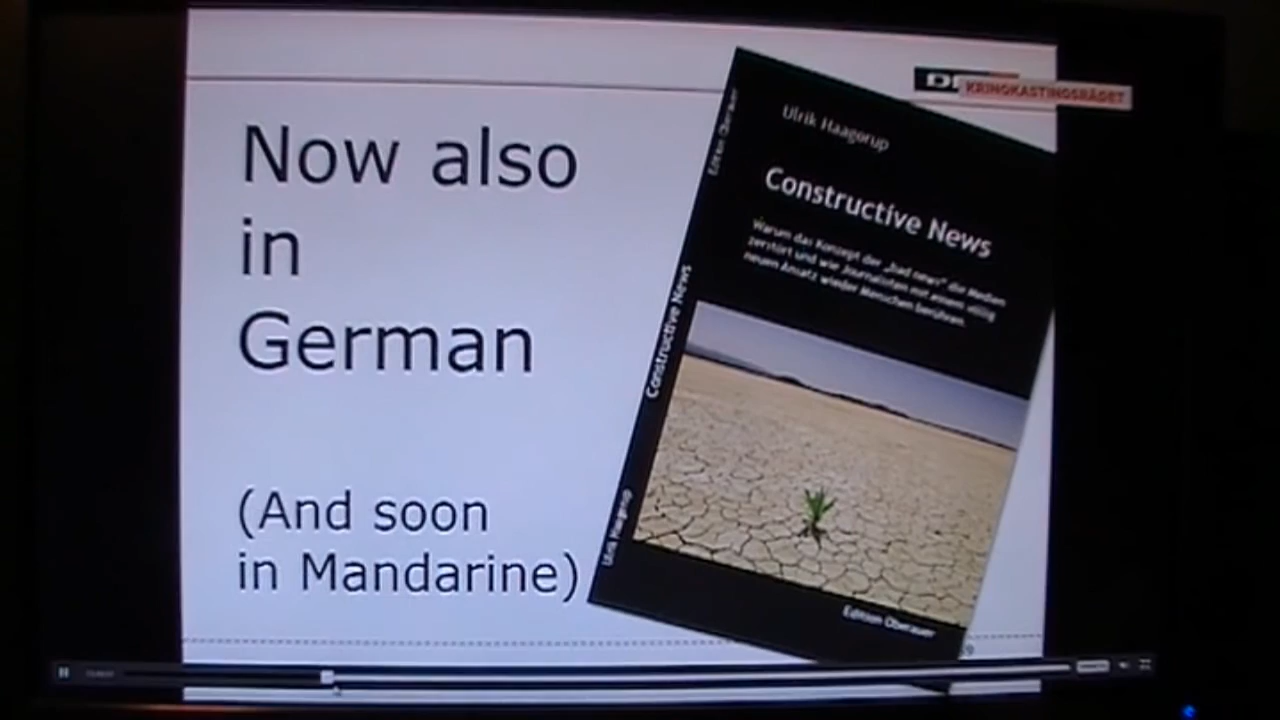 Now also
in
German
(And soon
in Mandarine)
KRINGKASTINGSRÅDET
Ulrik Haagerup
Constructive News
Warum das Konzept der „bad news“ die Medien
zerstört und wie Journalisten mit einem völlig
neuen Ansatz wieder Menschen berühren.
Edition Oberauer
Edition Oberauer
Constructive News
Ulrik Haagerup